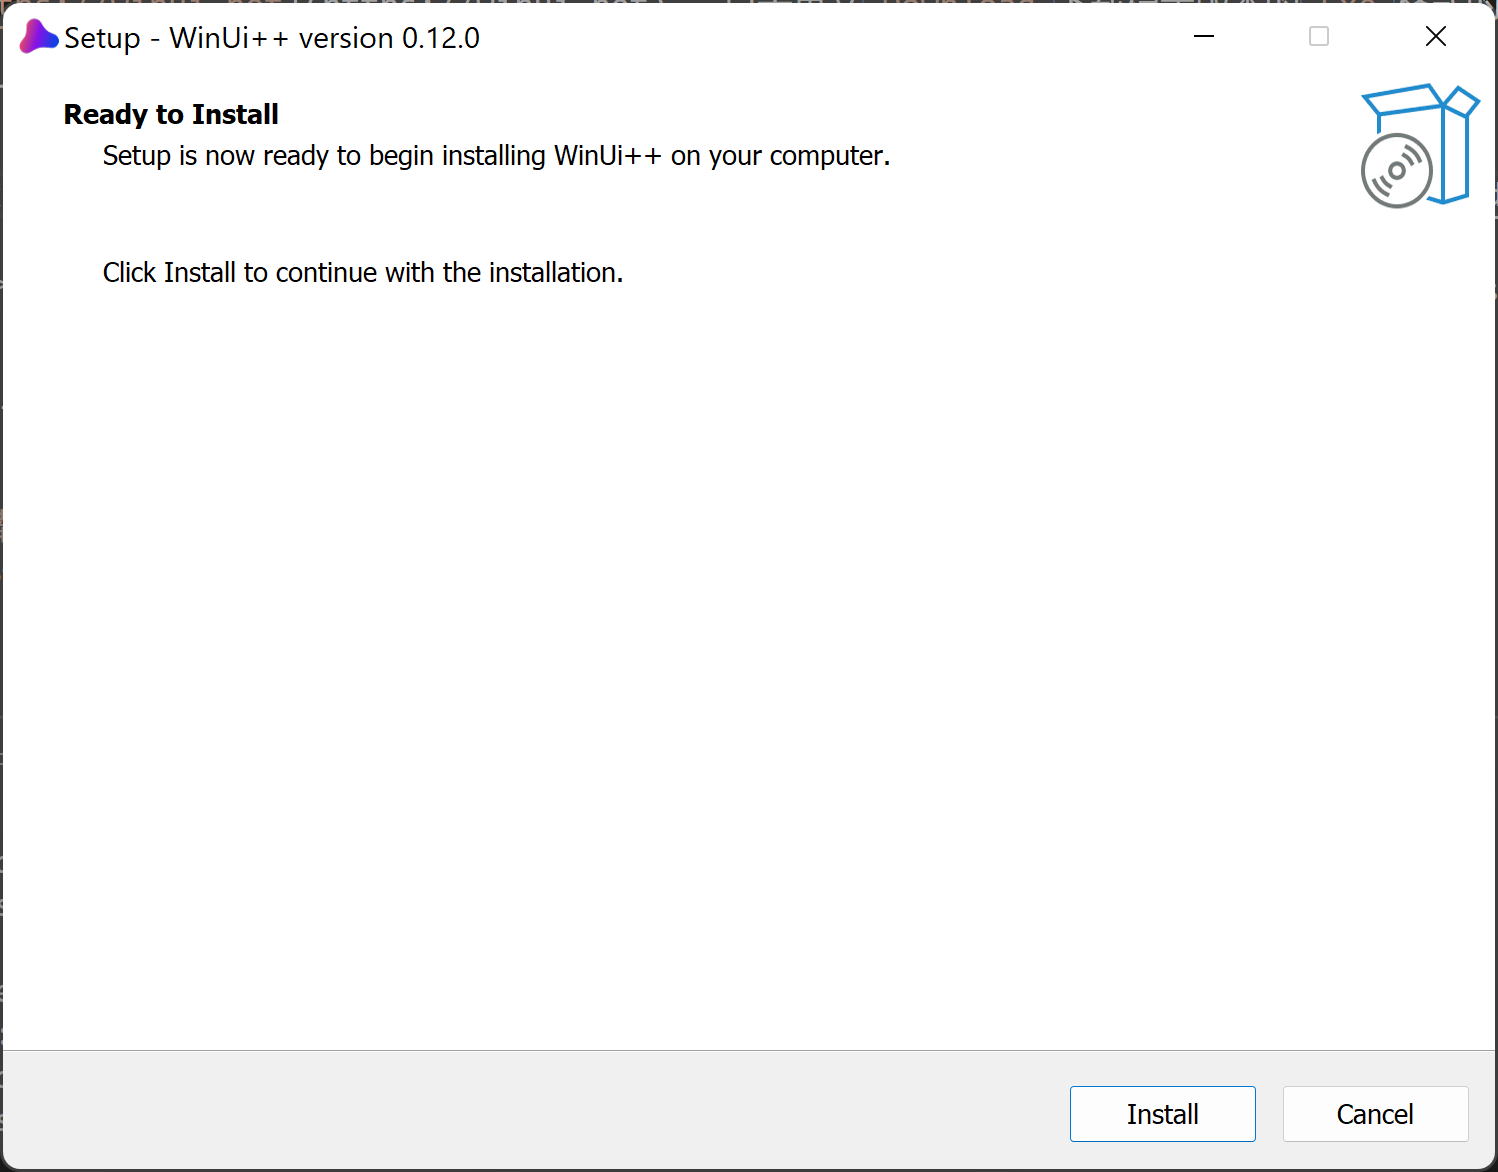 Setup - WinUi++ version 0.12.0
Ready to Install
Setup is now ready to begin installing WinUi++ on your computer.
Click Install to continue with the installation.
Install
Cancel